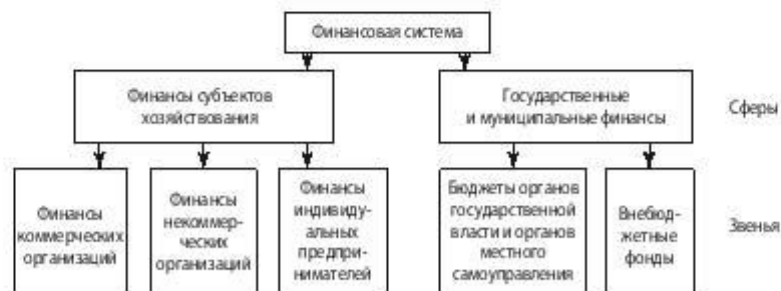 Финансовая система
Финансы субъектов
хозяйствования
Государственные
и муниципальные финансы
Сферы
Финансы
коммерческих
организаций
Финансы
некоммер-
ческих
организаций
Финансы
индивиду-
альных
предпри-
нимателей
Бюджеты органов
государственной
власти и органов
местного
самоуправления
Внебюд-
жетные
фонды
Звенья